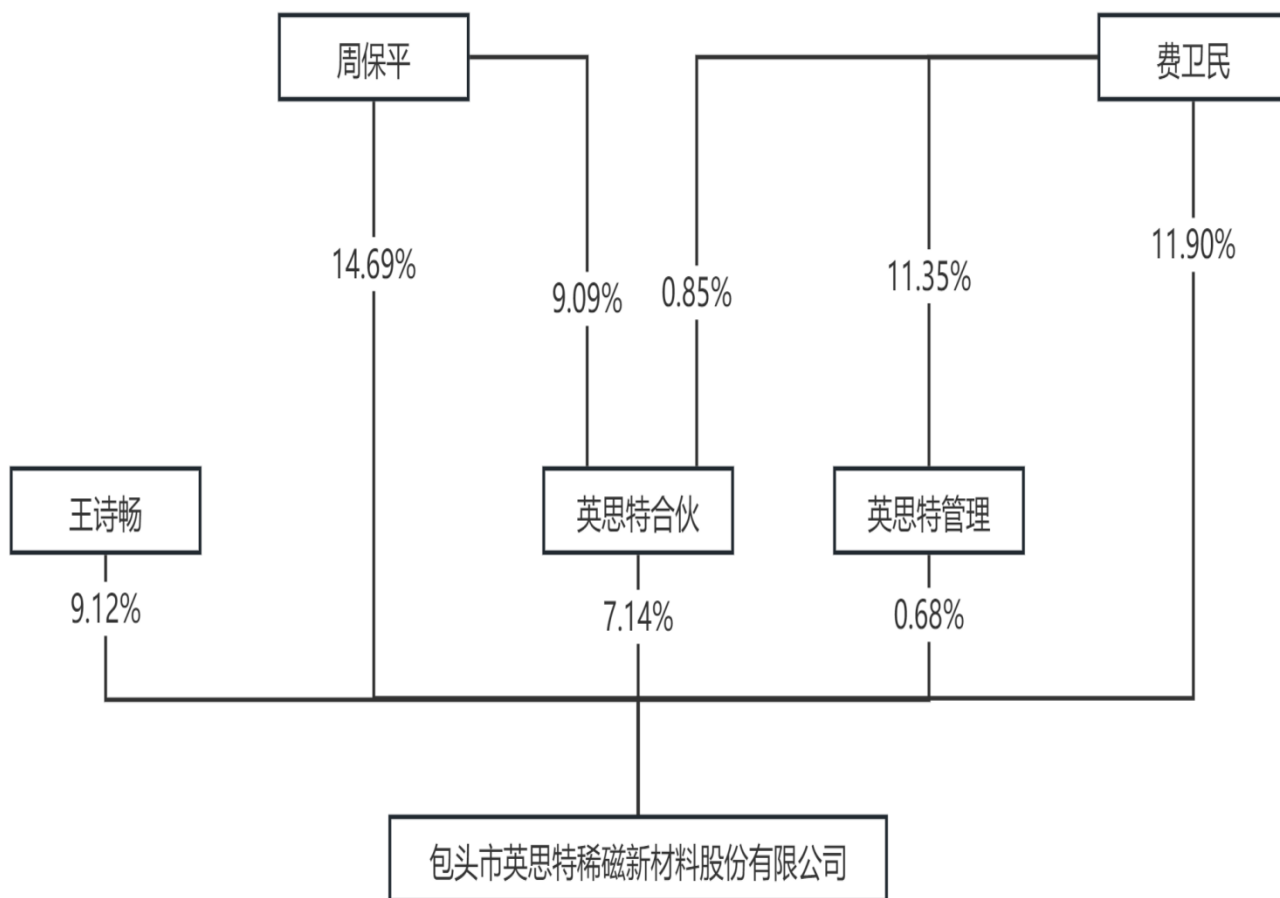 周保平
费卫民
14.69%
9.09%
0.85%
11.35%
11.90%
王诗畅
英思特合伙
英思特管理
9.12%
7.14%
0.68%
包头市英思特稀磁新材料股份有限公司